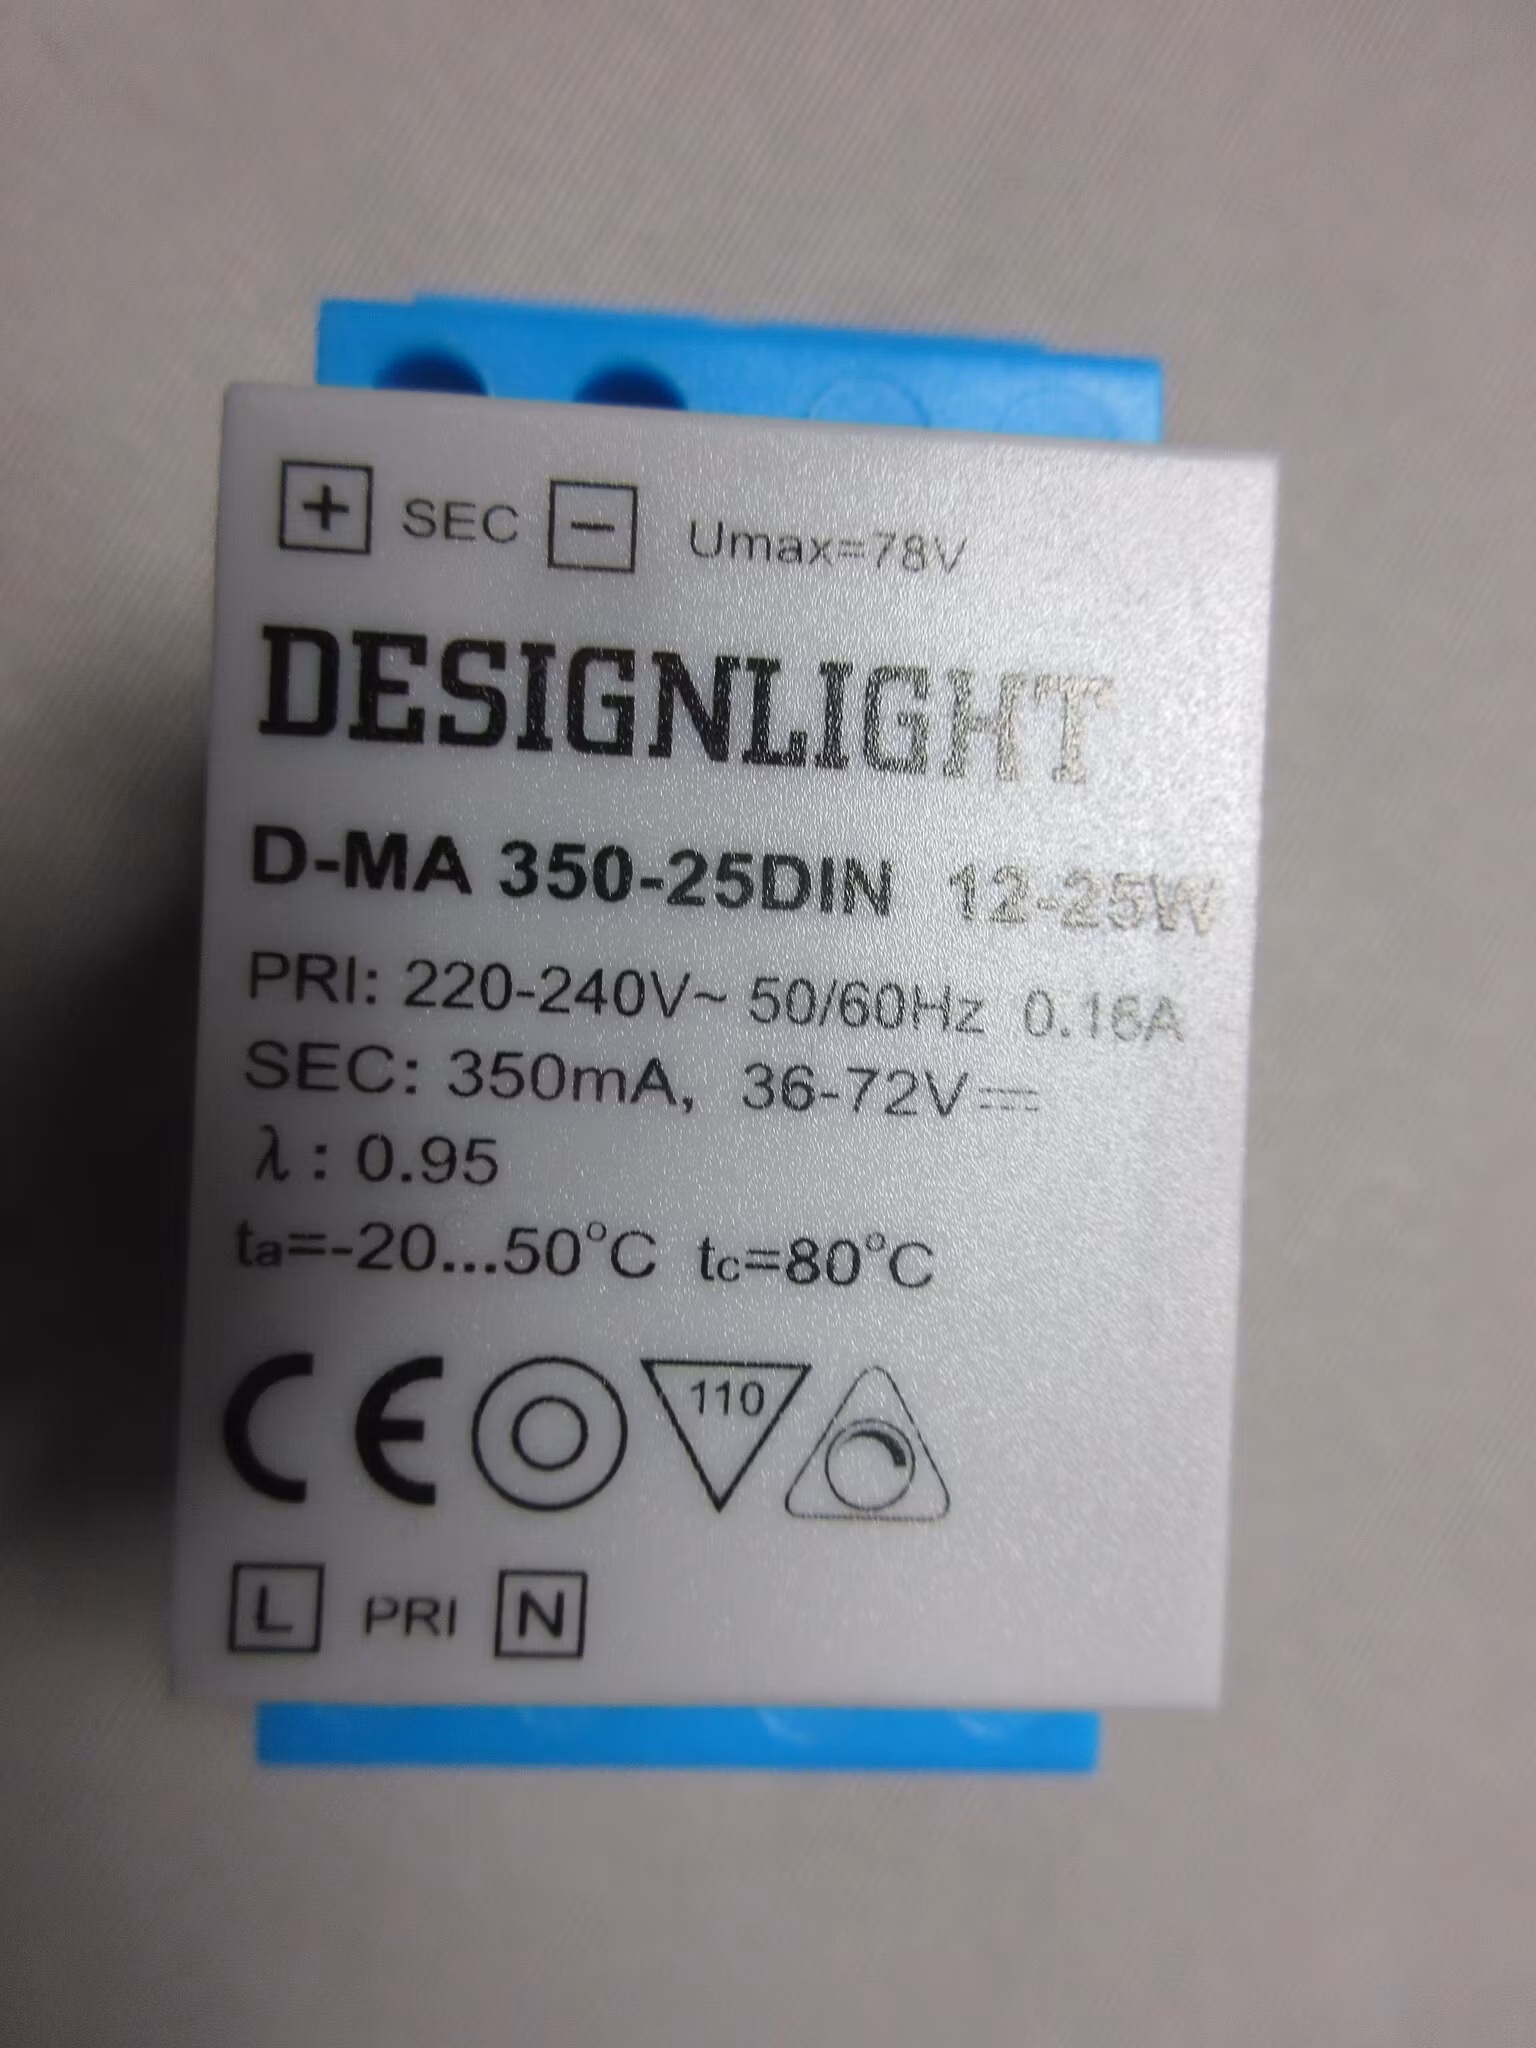 + SEC − Umax=78V
DESIGNLIGHT
D-MA 350-25DIN 12-25W
PRI: 220-240V~ 50/60Hz 0.16A
SEC: 350mA, 36-72V⎓
λ : 0.95
ta=-20...50°C tc=80°C
CE 110
L PRI N